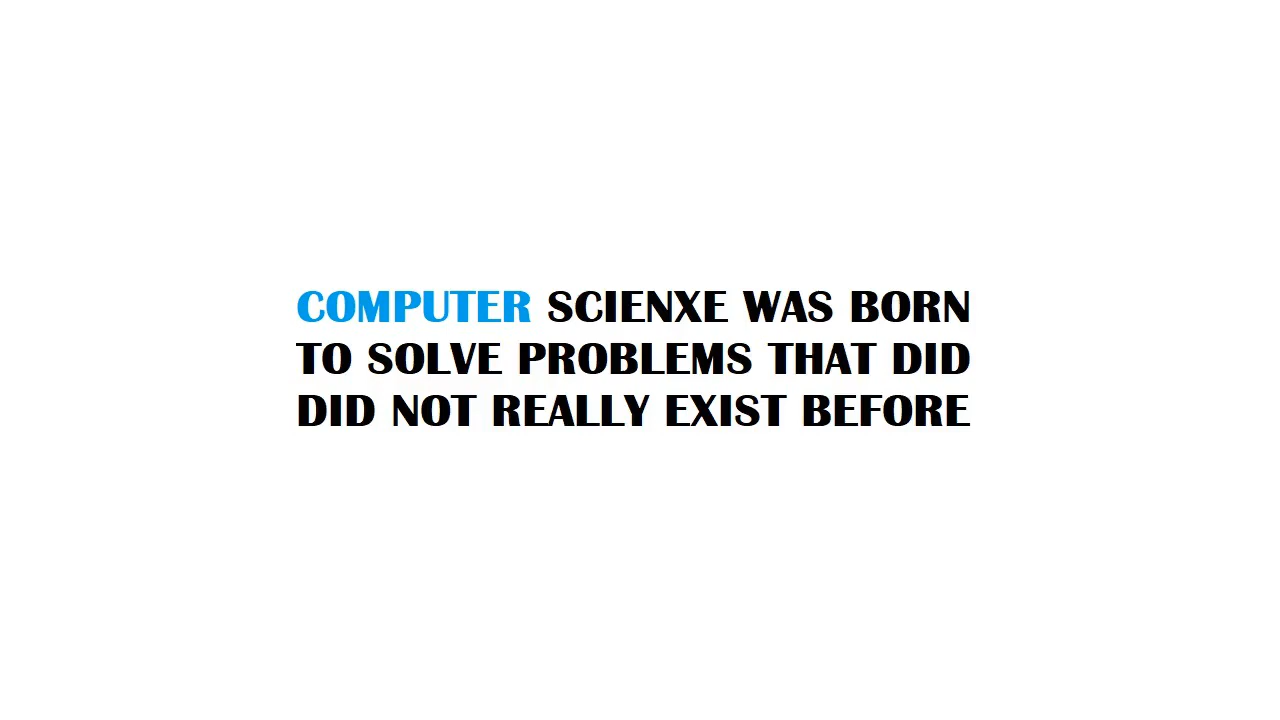 COMPUTER SCIENXE WAS BORN
TO SOLVE PROBLEMS THAT DID
DID NOT REALLY EXIST BEFORE